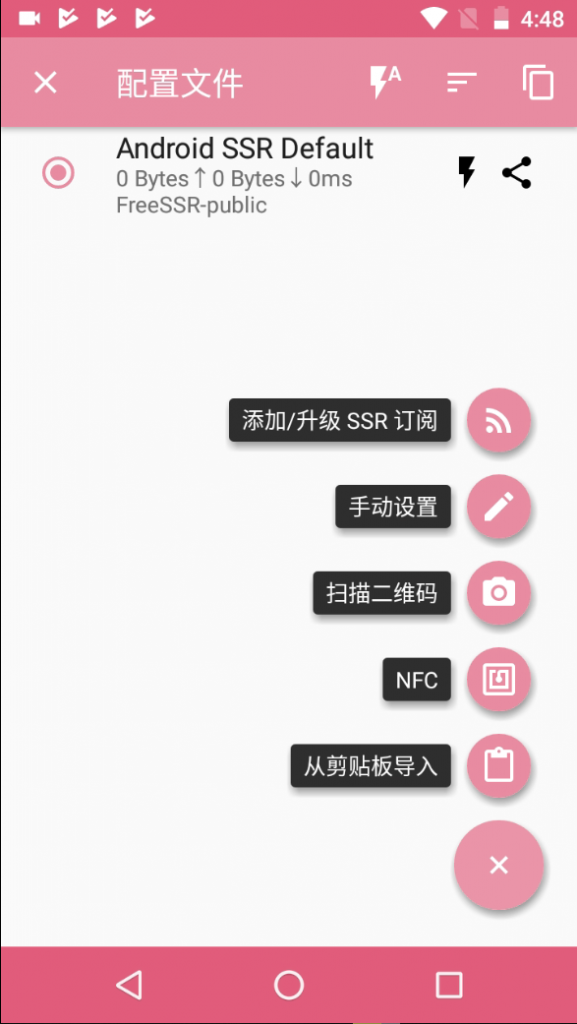 4:48
配置文件
A
Android SSR Default
0 Bytes↑ 0 Bytes↓ 0ms
FreeSSR-public
添加/升级 SSR 订阅
手动设置
扫描二维码
NFC
从剪贴板导入